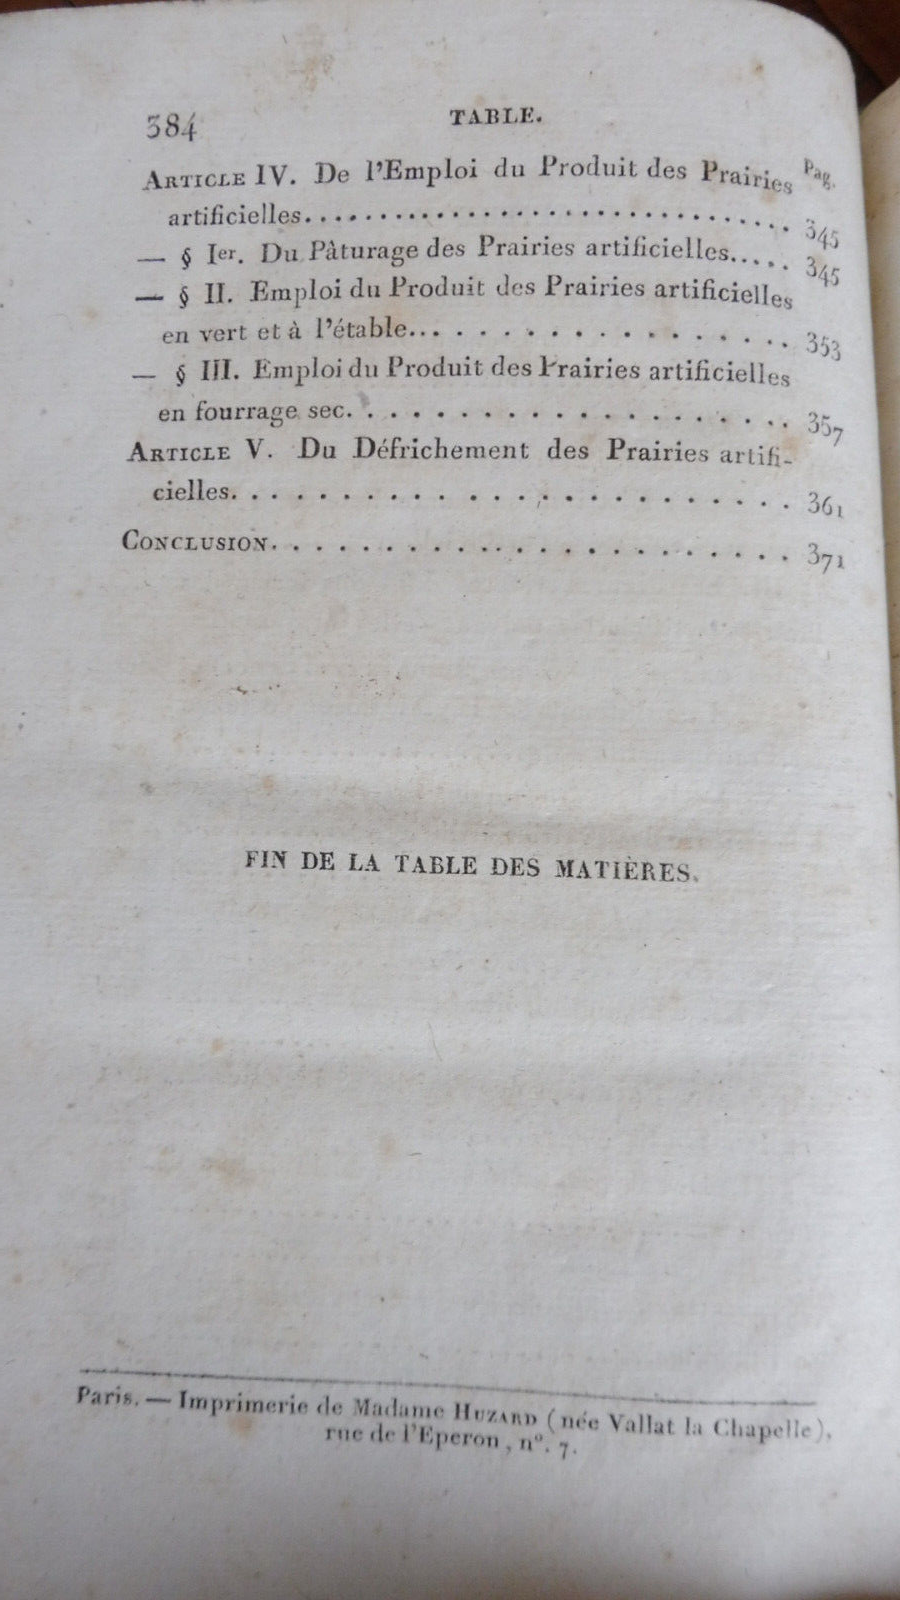 384 TABLE.
Pag.
ARTICLE IV. De l'Emploi du Produit des Prairies
artificielles................................ 345
— § Ier. Du Pâturage des Prairies artificielles..... 345
— § II. Emploi du Produit des Prairies artificielles
en vert et à l'étable.................. 353
— § III. Emploi du Produit des Prairies artificielles
en fourrage sec.................... 357
ARTICLE V. Du Défrichement des Prairies artifi-
cielles......................... 361
CONCLUSION....................... 371
FIN DE LA TABLE DES MATIÈRES.
Paris. — Imprimerie de Madame HUZARD (née Vallat la Chapelle),
rue de l'Eperon, n°. 7.